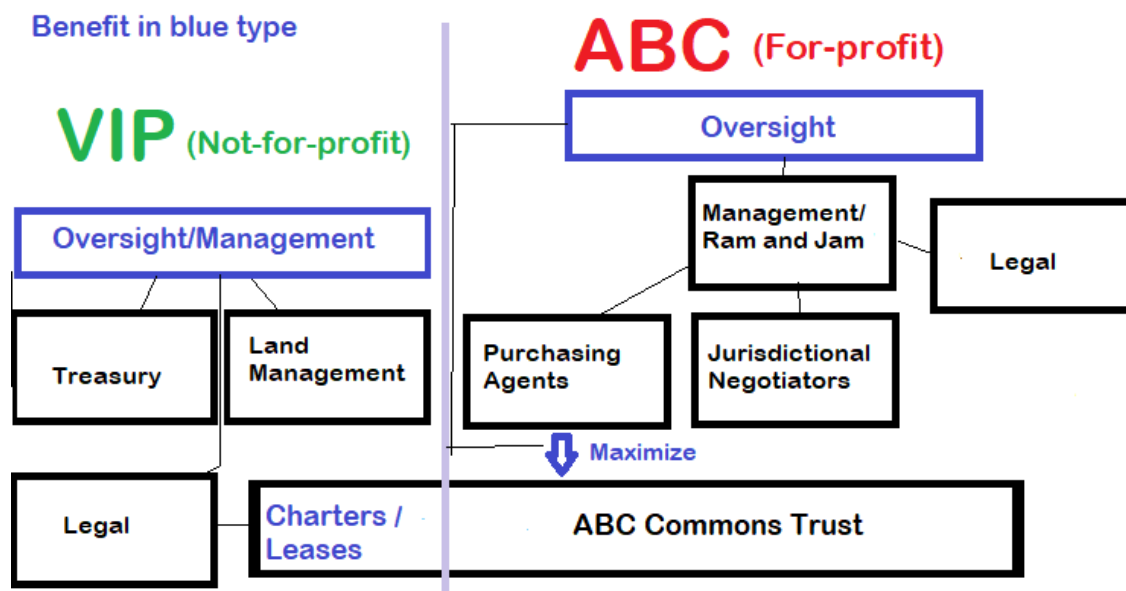 Benefit in blue type
ABC (For-profit)
VIP (Not-for-profit)
Oversight
Oversight/Management
Management/
Ram and Jam
Legal
Treasury
Land
Management
Purchasing
Agents
Jurisdictional
Negotiators
Maximize
Legal
Charters /
Leases
ABC Commons Trust